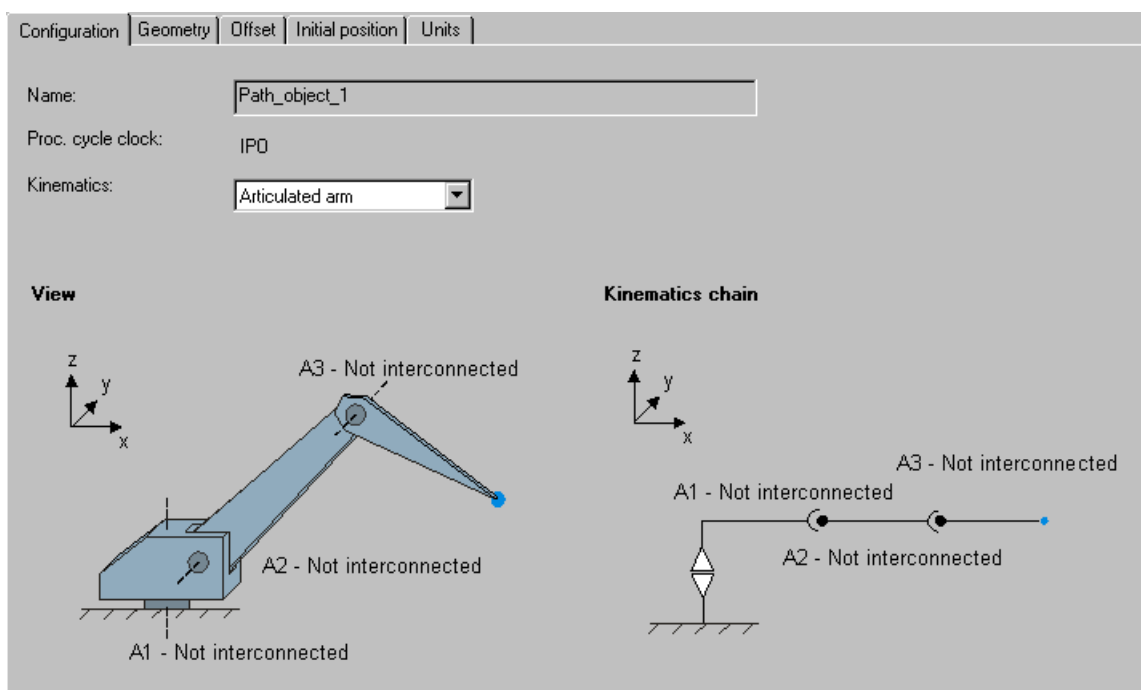 Configuration Geometry Offset Initial position Units
Name: Path_object_1
Proc. cycle clock: IPO
Kinematics: Articulated arm
View
z
y
x
A3 - Not interconnected
A2 - Not interconnected
A1 - Not interconnected
Kinematics chain
z
y
x
A3 - Not interconnected
A1 - Not interconnected
A2 - Not interconnected